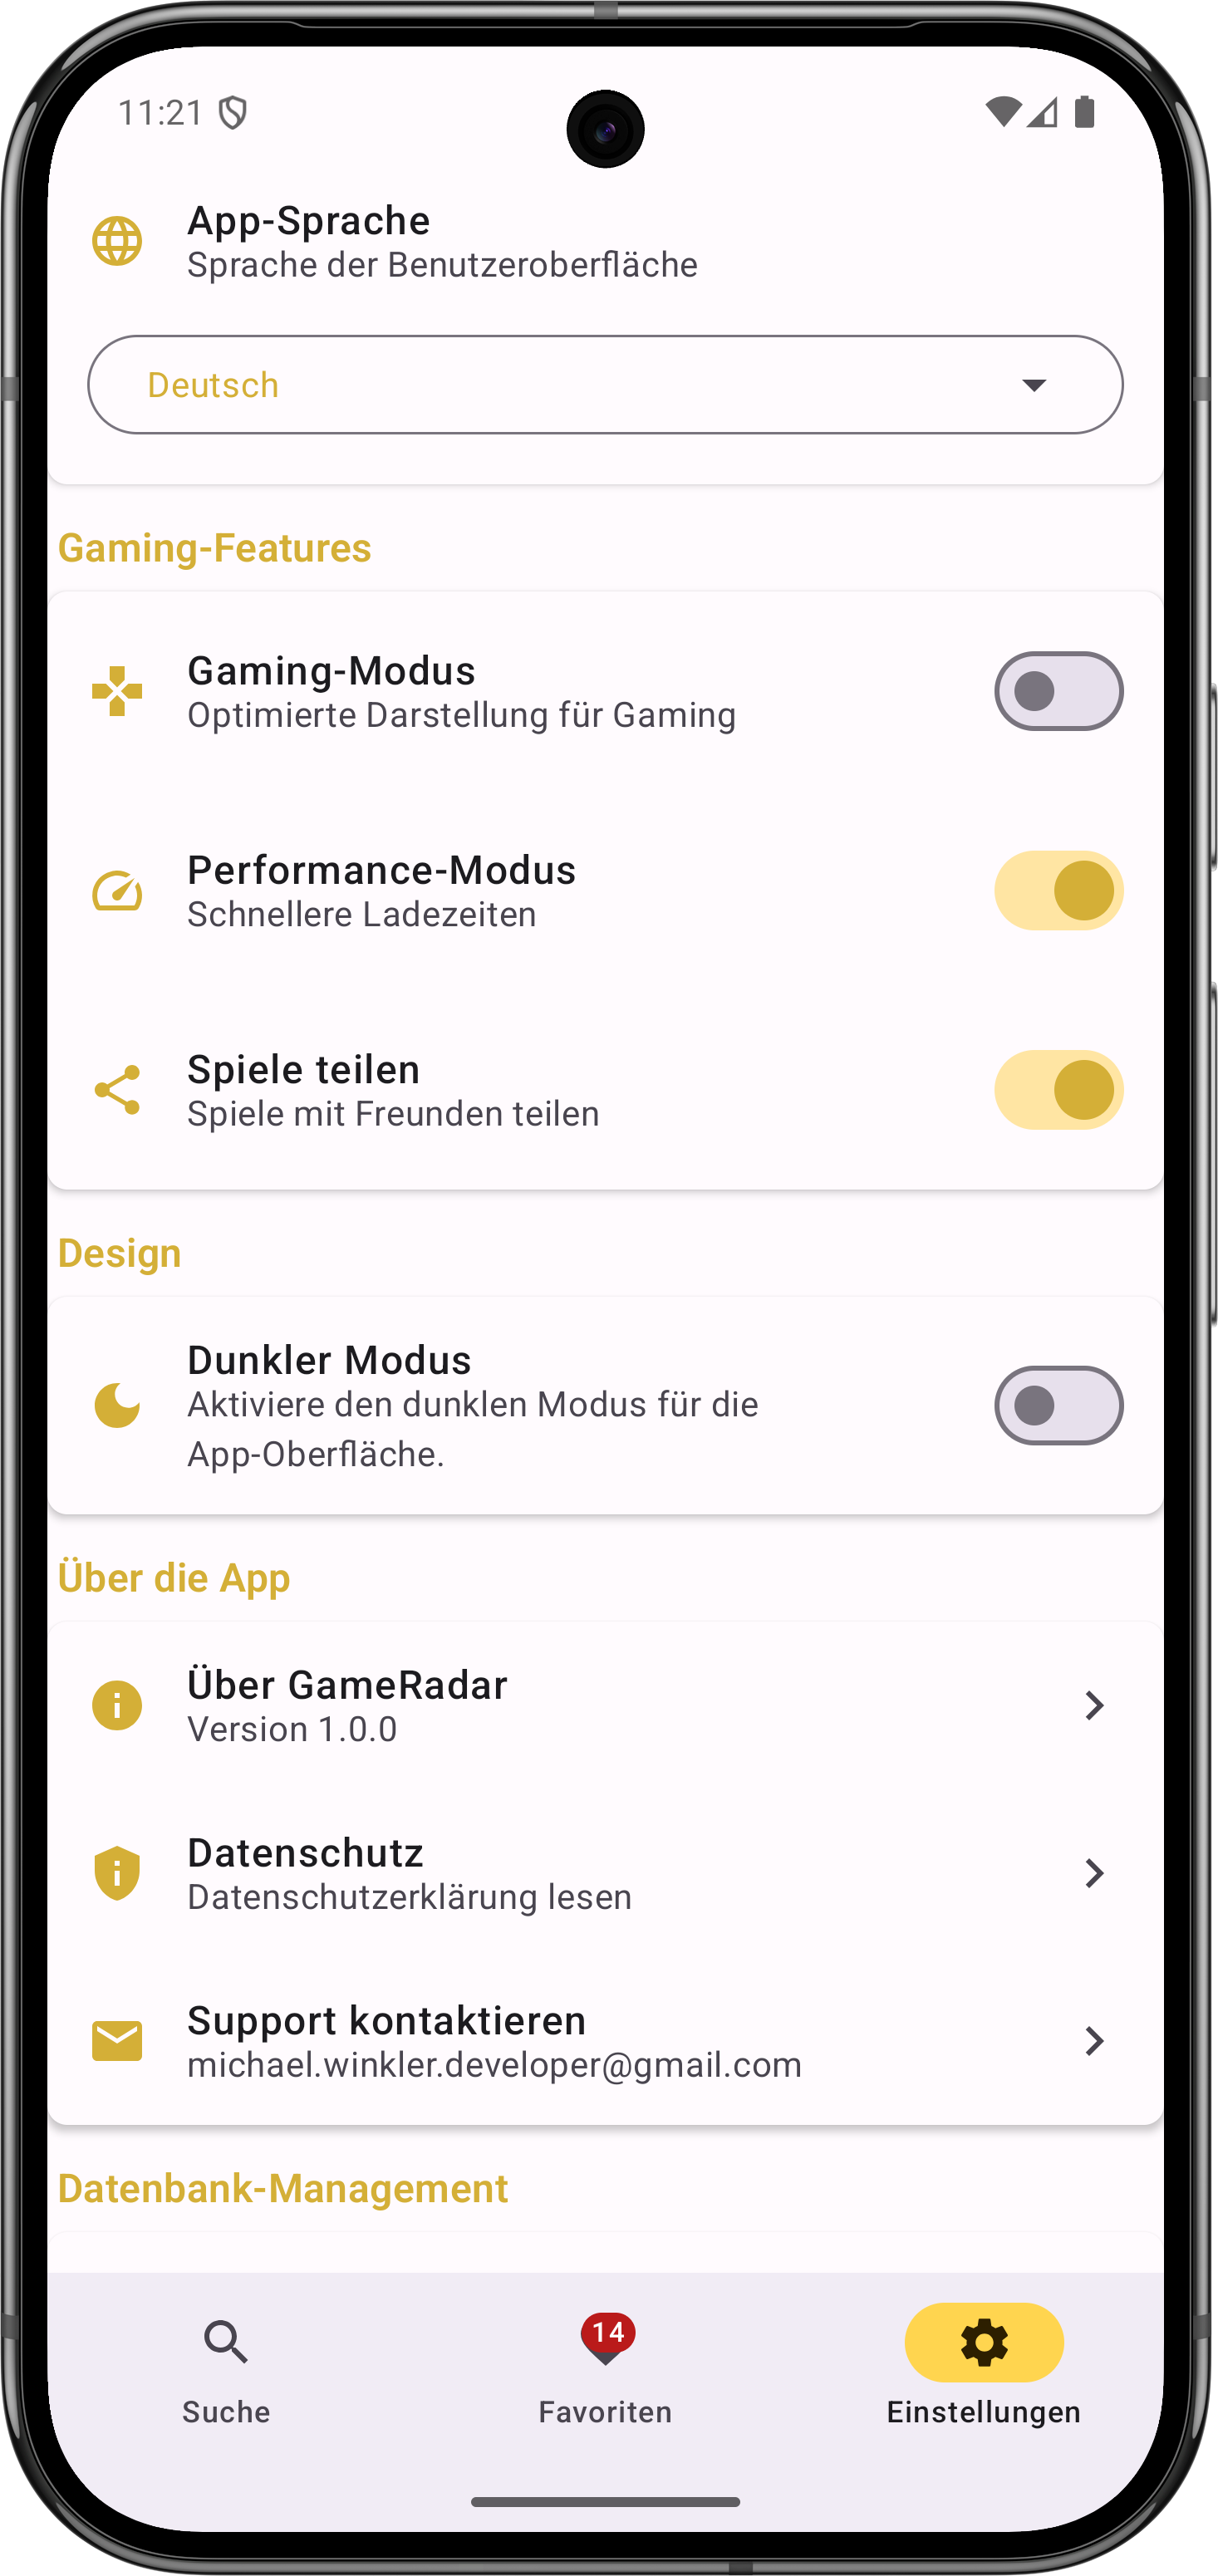 11:21
App-Sprache
Sprache der Benutzeroberfläche
Deutsch
Gaming-Features
Gaming-Modus
Optimierte Darstellung für Gaming
Performance-Modus
Schnellere Ladezeiten
Spiele teilen
Spiele mit Freunden teilen
Design
Dunkler Modus
Aktiviere den dunklen Modus für die
App-Oberfläche.
Über die App
Über GameRadar
Version 1.0.0
Datenschutz
Datenschutzerklärung lesen
Support kontaktieren
michael.winkler.developer@gmail.com
Datenbank-Management
14
Suche Favoriten Einstellungen